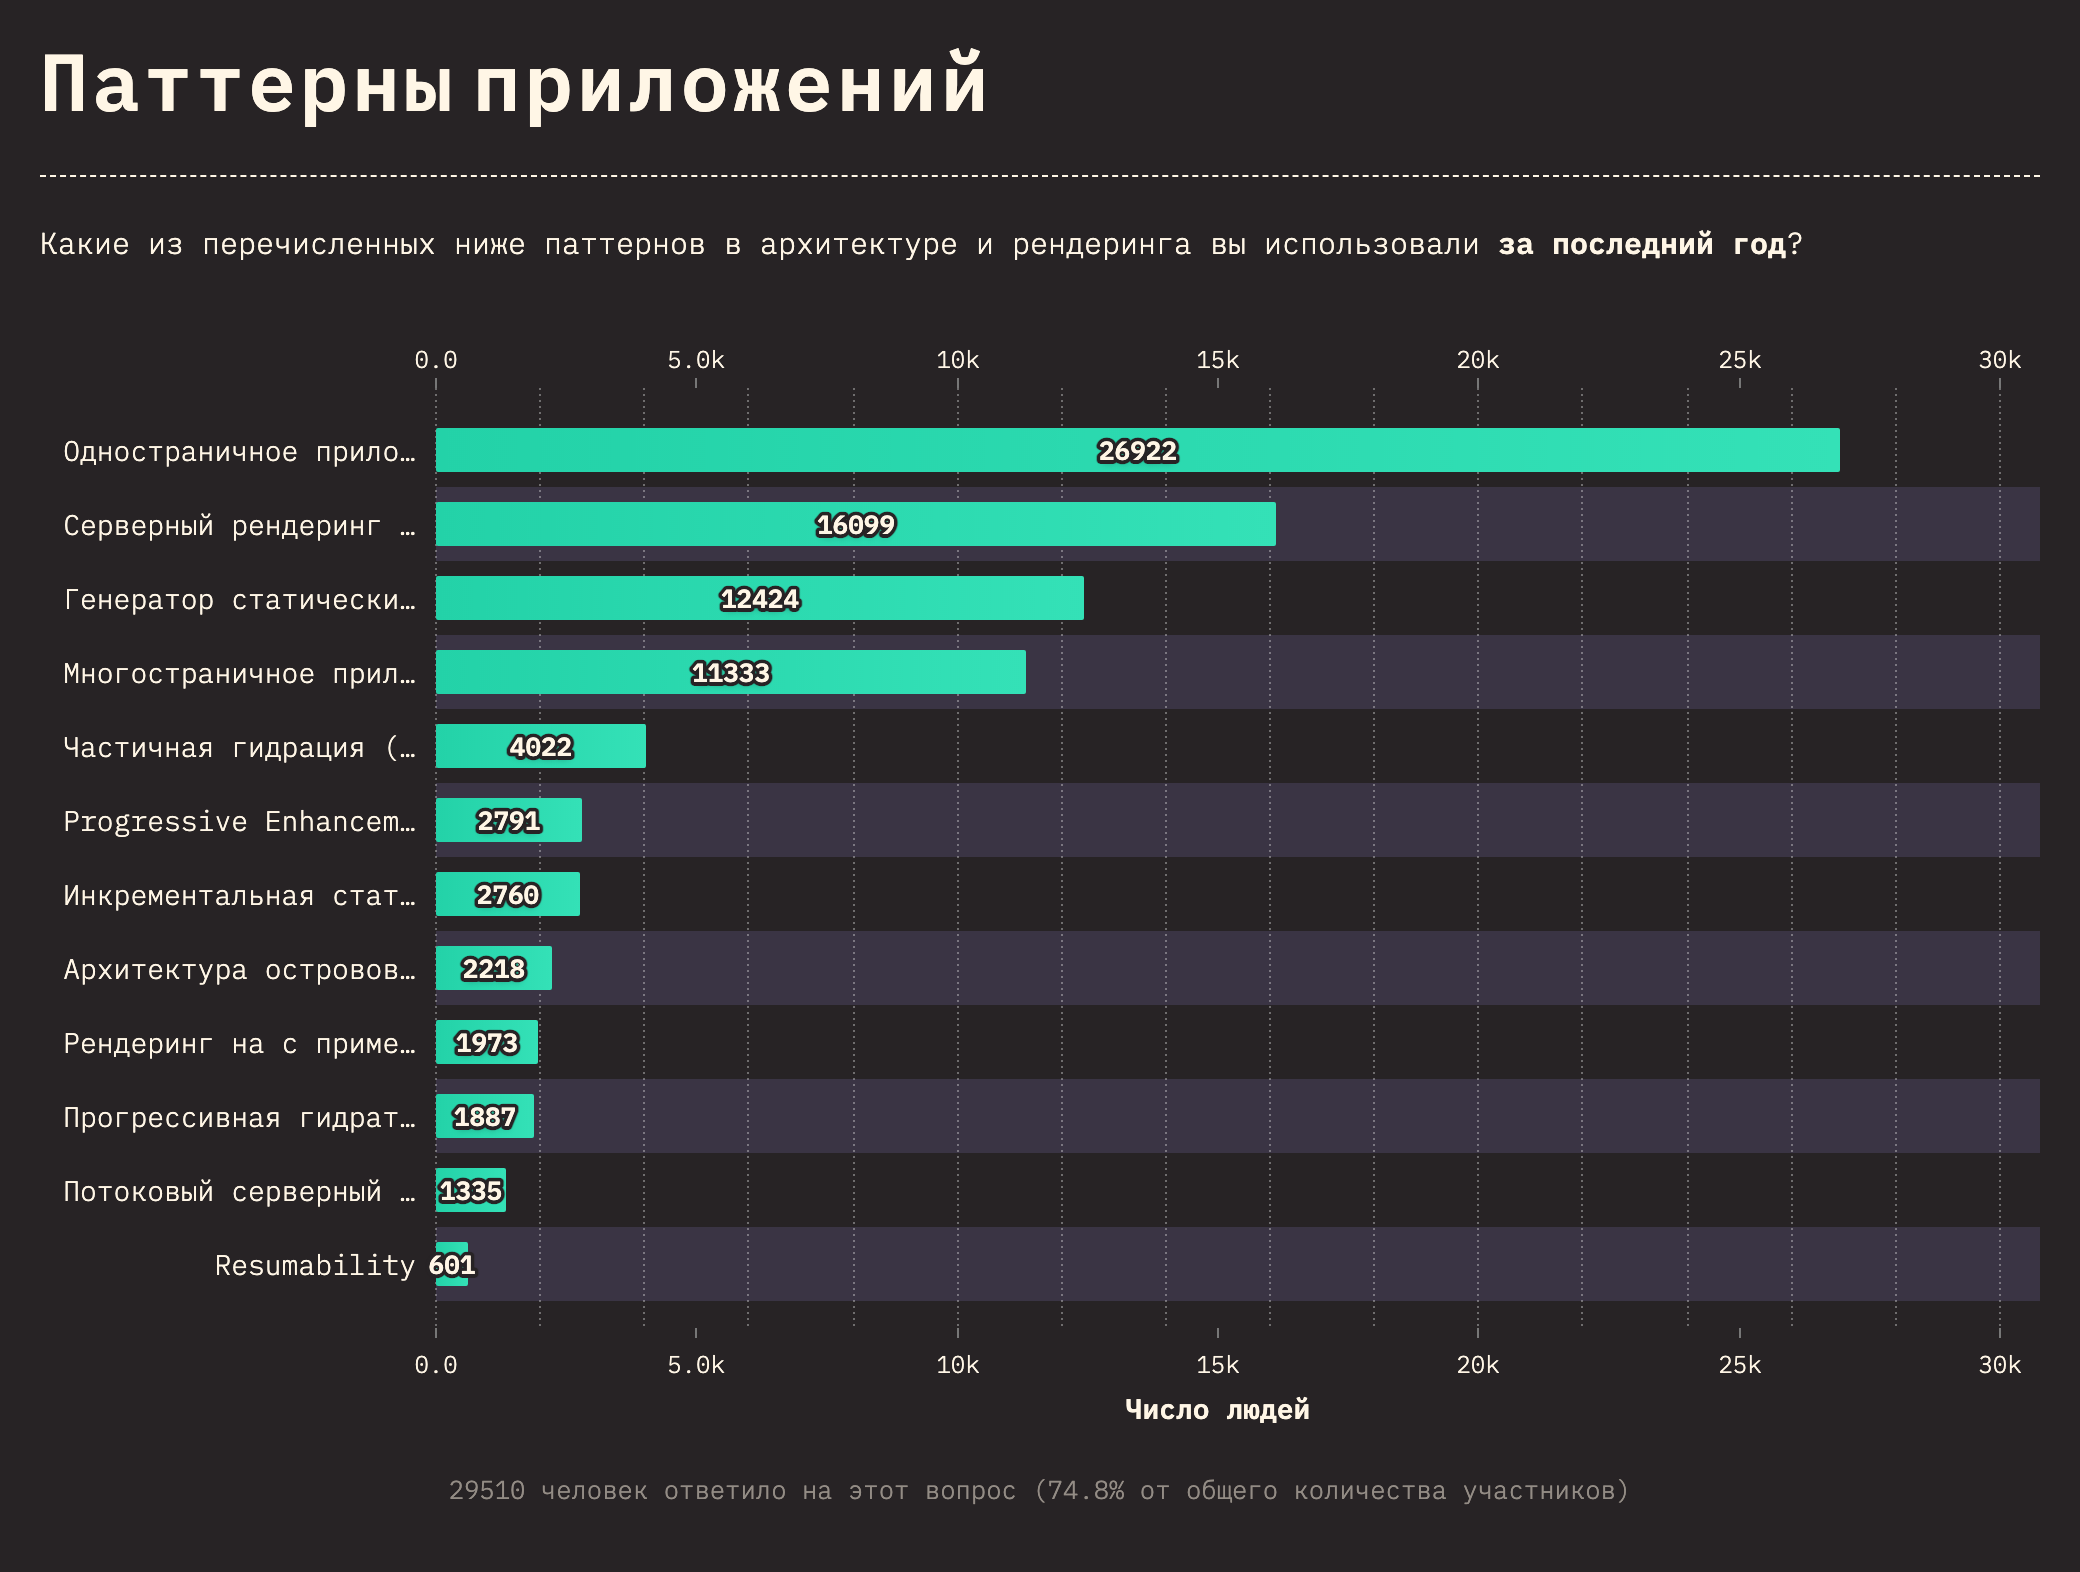 Паттерны приложений
Какие из перечисленных ниже паттернов в архитектуре и рендеринга вы использовали за последний год?
0.0 5.0k 10k 15k 20k 25k 30k
Одностраничное прило… 26922
Серверный рендеринг … 16099
Генератор статически… 12424
Многостраничное прил… 11333
Частичная гидрация (… 4022
Progressive Enhancem… 2791
Инкрементальная стат… 2760
Архитектура островов… 2218
Рендеринг на с приме… 1973
Прогрессивная гидрат… 1887
Потоковый серверный … 1335
Resumability 601
0.0 5.0k 10k 15k 20k 25k 30k
Число людей
29510 человек ответило на этот вопрос (74.8% от общего количества участников)